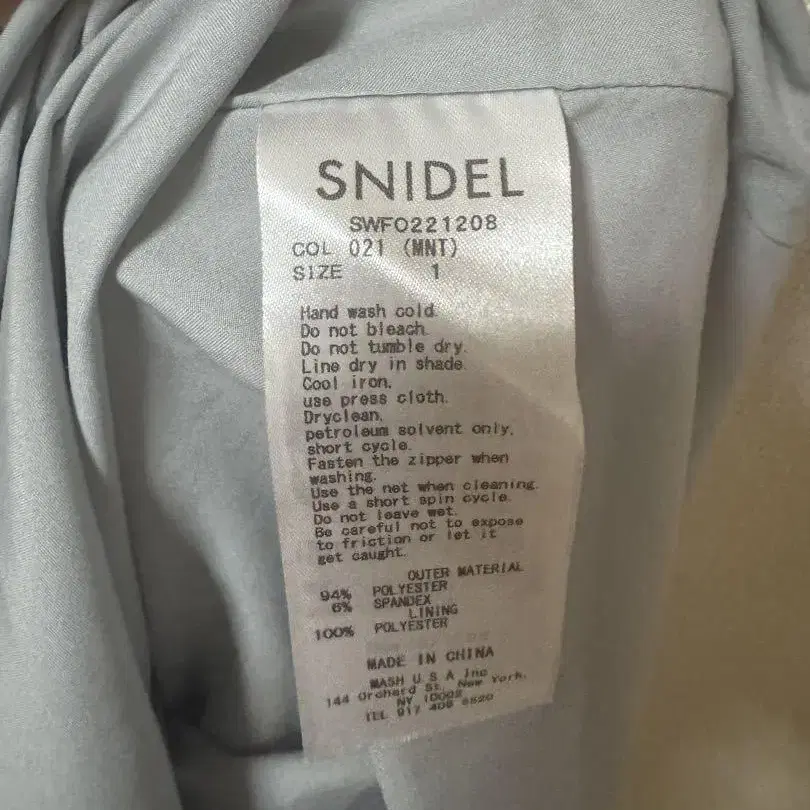 SNIDEL
SWFO221208
COL 021 (MNT)
SIZE 1
Hand wash cold.
Do not bleach.
Do not tumble dry.
Line dry in shade.
Cool iron.
use press cloth.
Dryclean,
petroleum solvent only,
short cycle.
Fasten the zipper when
washing.
Use the net when cleaning.
Use a short spin cycle.
Do not leave wet.
Be careful not to expose
to friction or let it
get caught.
OUTER MATERIAL
94% POLYESTER
6% SPANDEX
LINING
100% POLYESTER
MADE IN CHINA
MASH U.S.A Inc
144 Orchard St. New York.
NY 10002
TEL 917 408 8520